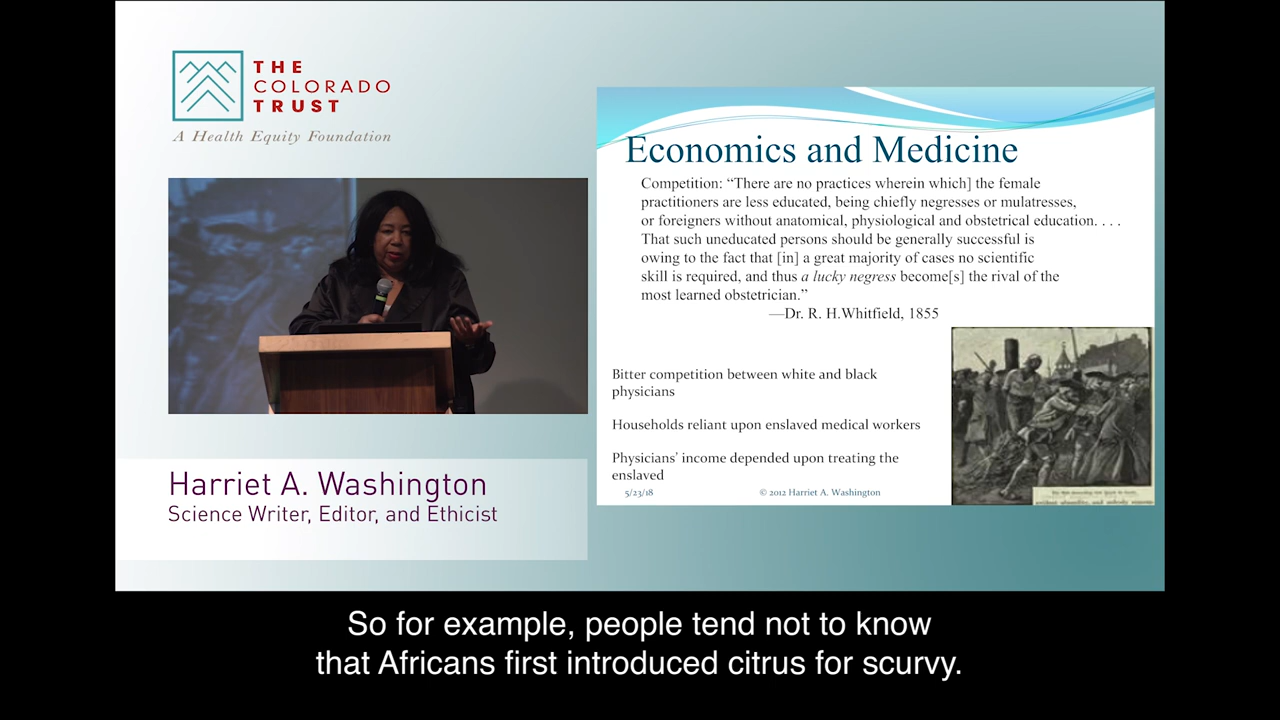 THE
COLORADO
TRUST
A Health Equity Foundation
Economics and Medicine
Competition: “There are no practices wherein which] the female
practitioners are less educated, being chiefly negresses or mulatresses,
or foreigners without anatomical, physiological and obstetrical education. . . .
That such uneducated persons should be generally successful is
owing to the fact that [in] a great majority of cases no scientific
skill is required, and thus a lucky negress become[s] the rival of the
most learned obstetrician.”
—Dr. R. H.Whitfield, 1855
Bitter competition between white and black
physicians
Households reliant upon enslaved medical workers
Physicians’ income depended upon treating the
enslaved
5/23/18
© 2012 Harriet A. Washington
Harriet A. Washington
Science Writer, Editor, and Ethicist
So for example, people tend not to know
that Africans first introduced citrus for scurvy.